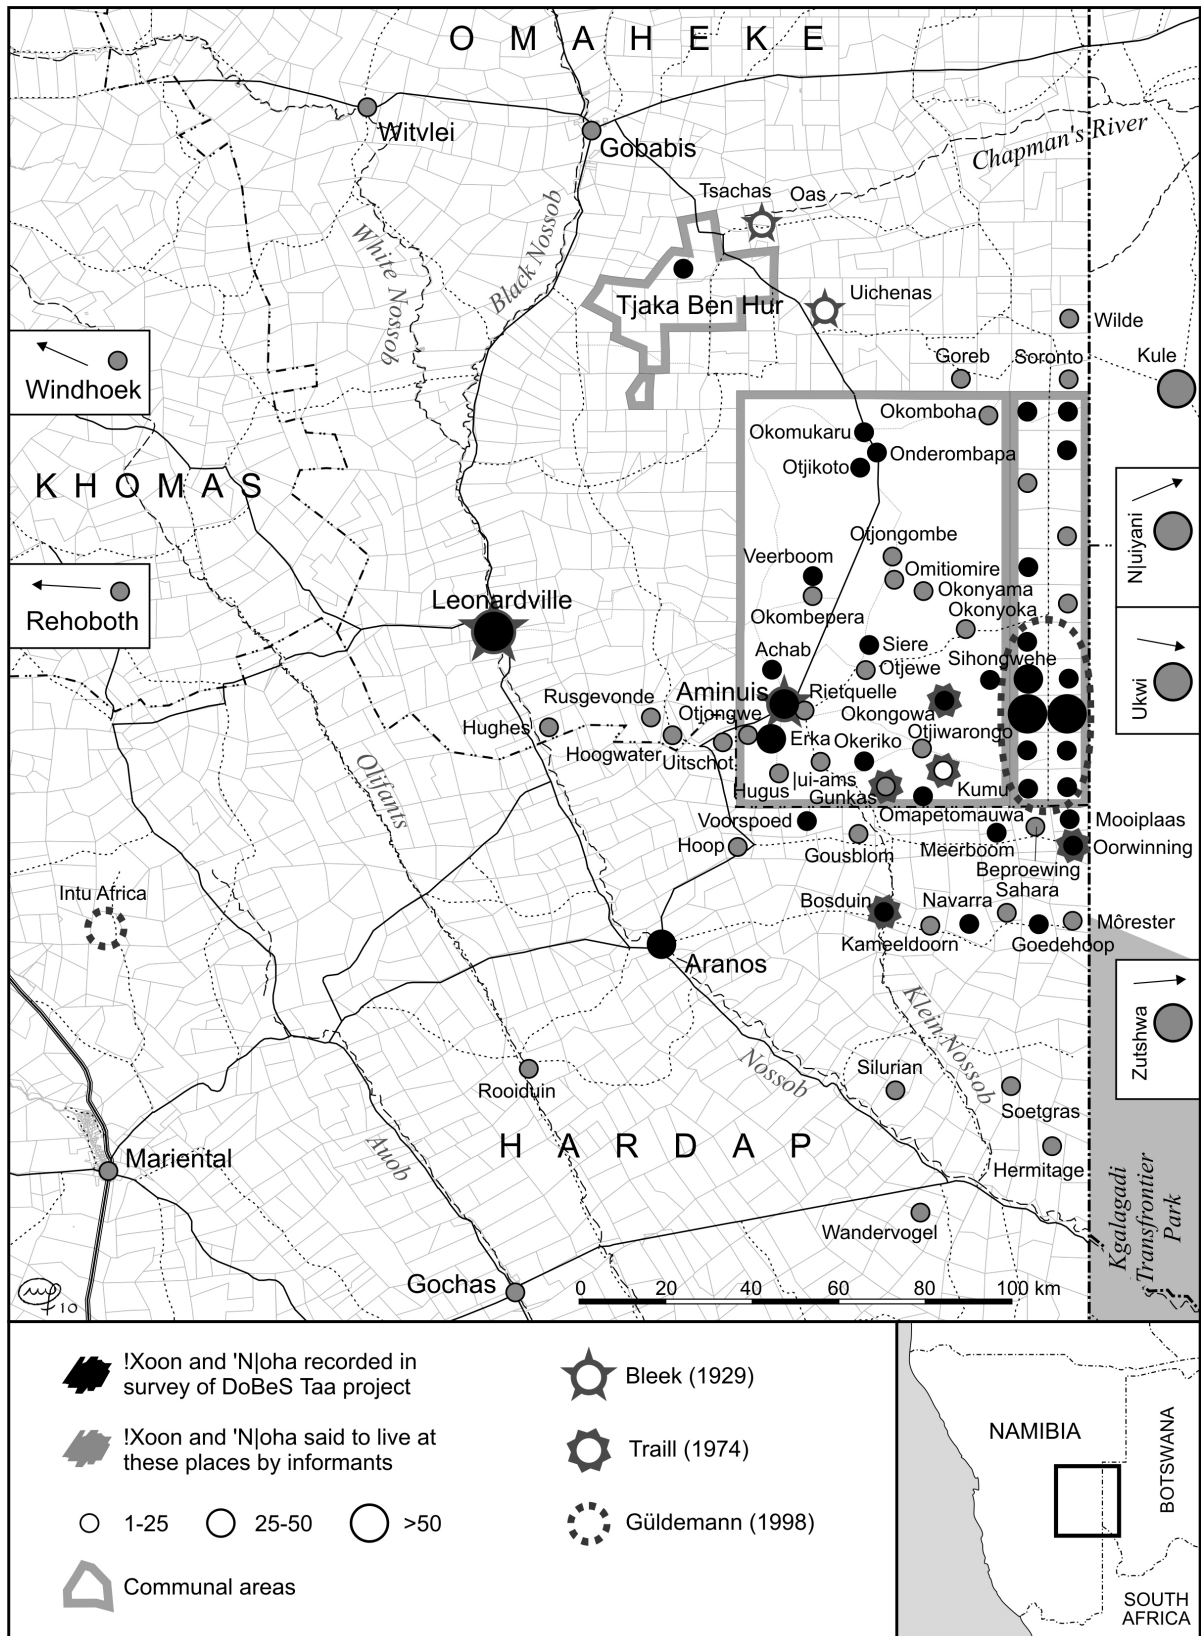 OMAHEKE
Witvlei
Gobabis
Chapman's River
Tsachas
Oas
White Nossob
Black Nossob
Tjaka Ben Hur
Uichenas
Wilde
Windhoek
Goreb
Soronto
Kule
Okomboha
Okomukaru
Onderombapa
Otjikoto
KHOMAS
N|uiyani
Otjongombe
Veerboom
Omitiomire
Okonyama
Okombepera
Okonyoka
Rehoboth
Leonardville
Siere
Achab
Otjewe
Sihongwehe
Ukwi
Aminuis
Rietquelle
Rusgevonde
Otjongwe
Okongowa
Hughes
Otjiwarongo
Hoogwater
Uitschot
Erka
Okeriko
|ui-ams
Hugus
Gunkas
Kumu
Olifants
Voorspoed
Omapetomauwa
Mooiplaas
Hoop
Gousblom
Meerboom
Oorwinning
Beproewing
Intu Africa
Sahara
Bosduin
Navarra
Môrester
Kameeldoorn
Goedehoop
Aranos
Klein Nossob
Zutshwa
Nossob
Silurian
Rooiduin
Soetgras
HARDAP
Auob
Mariental
Hermitage
Kgalagadi
Transfrontier
Park
Wandervogel
Gochas
0 20 40 60 80 100 km
10
!Xoon and 'N|oha recorded in
survey of DoBeS Taa project
Bleek (1929)
!Xoon and 'N|oha said to live at
these places by informants
Traill (1974)
1-25 25-50 >50
Güldemann (1998)
Communal areas
NAMIBIA
BOTSWANA
SOUTH
AFRICA